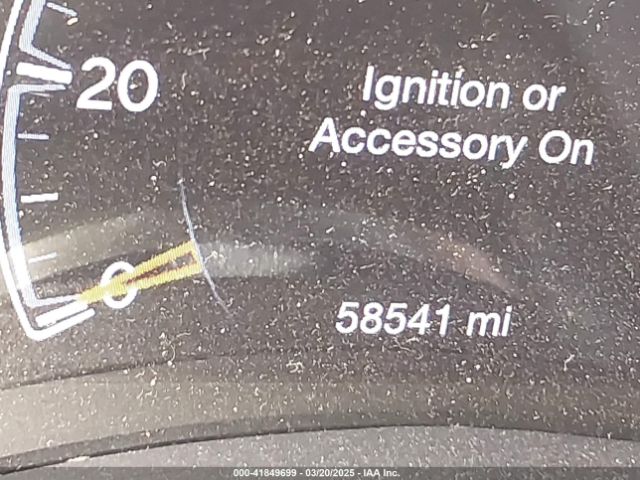 20
Ignition or
Accessory On
0
58541 mi
000-41849699 - 03/20/2025 - IAA Inc.